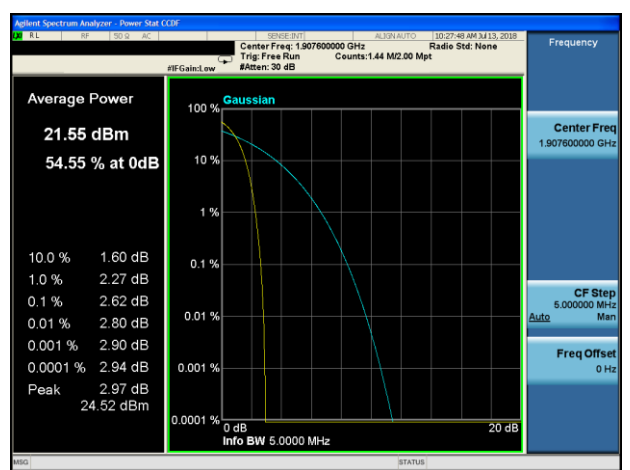 Agilent Spectrum Analyzer - Power Stat CCDF
RL RF 50 Ω AC SENSE:INT ALIGN AUTO 10:27:48 AM Jul 13, 2018
Center Freq: 1.907600000 GHz Radio Std: None
Trig: Free Run Counts:1.44 M/2.00 Mpt
#IFGain:Low #Atten: 30 dB
Frequency
Average Power
21.55 dBm
54.55 % at 0dB
10.0 % 1.60 dB
1.0 % 2.27 dB
0.1 % 2.62 dB
0.01 % 2.80 dB
0.001 % 2.90 dB
0.0001 % 2.94 dB
Peak 2.97 dB
24.52 dBm
Gaussian
100 %
10 %
1 %
0.1 %
0.01 %
0.001 %
0.0001 %
0 dB 20 dB
Info BW 5.0000 MHz
Center Freq
1.907600000 GHz
CF Step
5.000000 MHz
Auto Man
Freq Offset
0 Hz
MSG STATUS